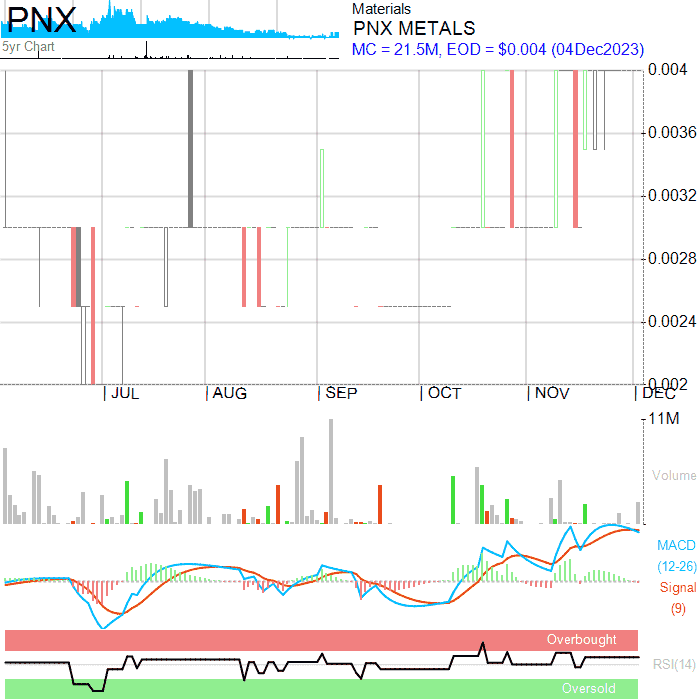 PNX
5yr Chart
Materials
PNX METALS
MC = 21.5M, EOD = $0.004 (04Dec2023)
0.004
0.0036
0.0032
0.0028
0.0024
0.002
JUL AUG SEP OCT NOV DEC
11M
Volume
MACD
(12-26)
Signal
(9)
Overbought
RSI(14)
Oversold